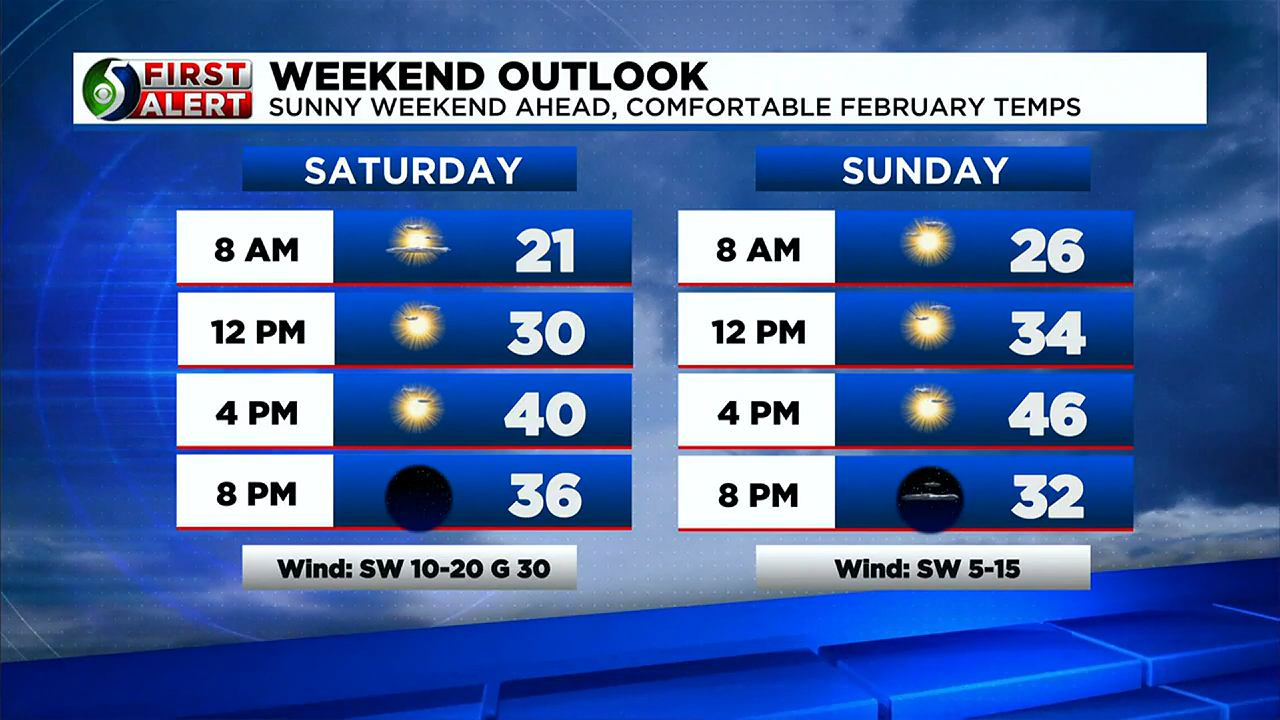 5 FIRST ALERT
WEEKEND OUTLOOK
SUNNY WEEKEND AHEAD, COMFORTABLE FEBRUARY TEMPS
SATURDAY
8 AM 21
12 PM 30
4 PM 40
8 PM 36
Wind: SW 10-20 G 30
SUNDAY
8 AM 26
12 PM 34
4 PM 46
8 PM 32
Wind: SW 5-15